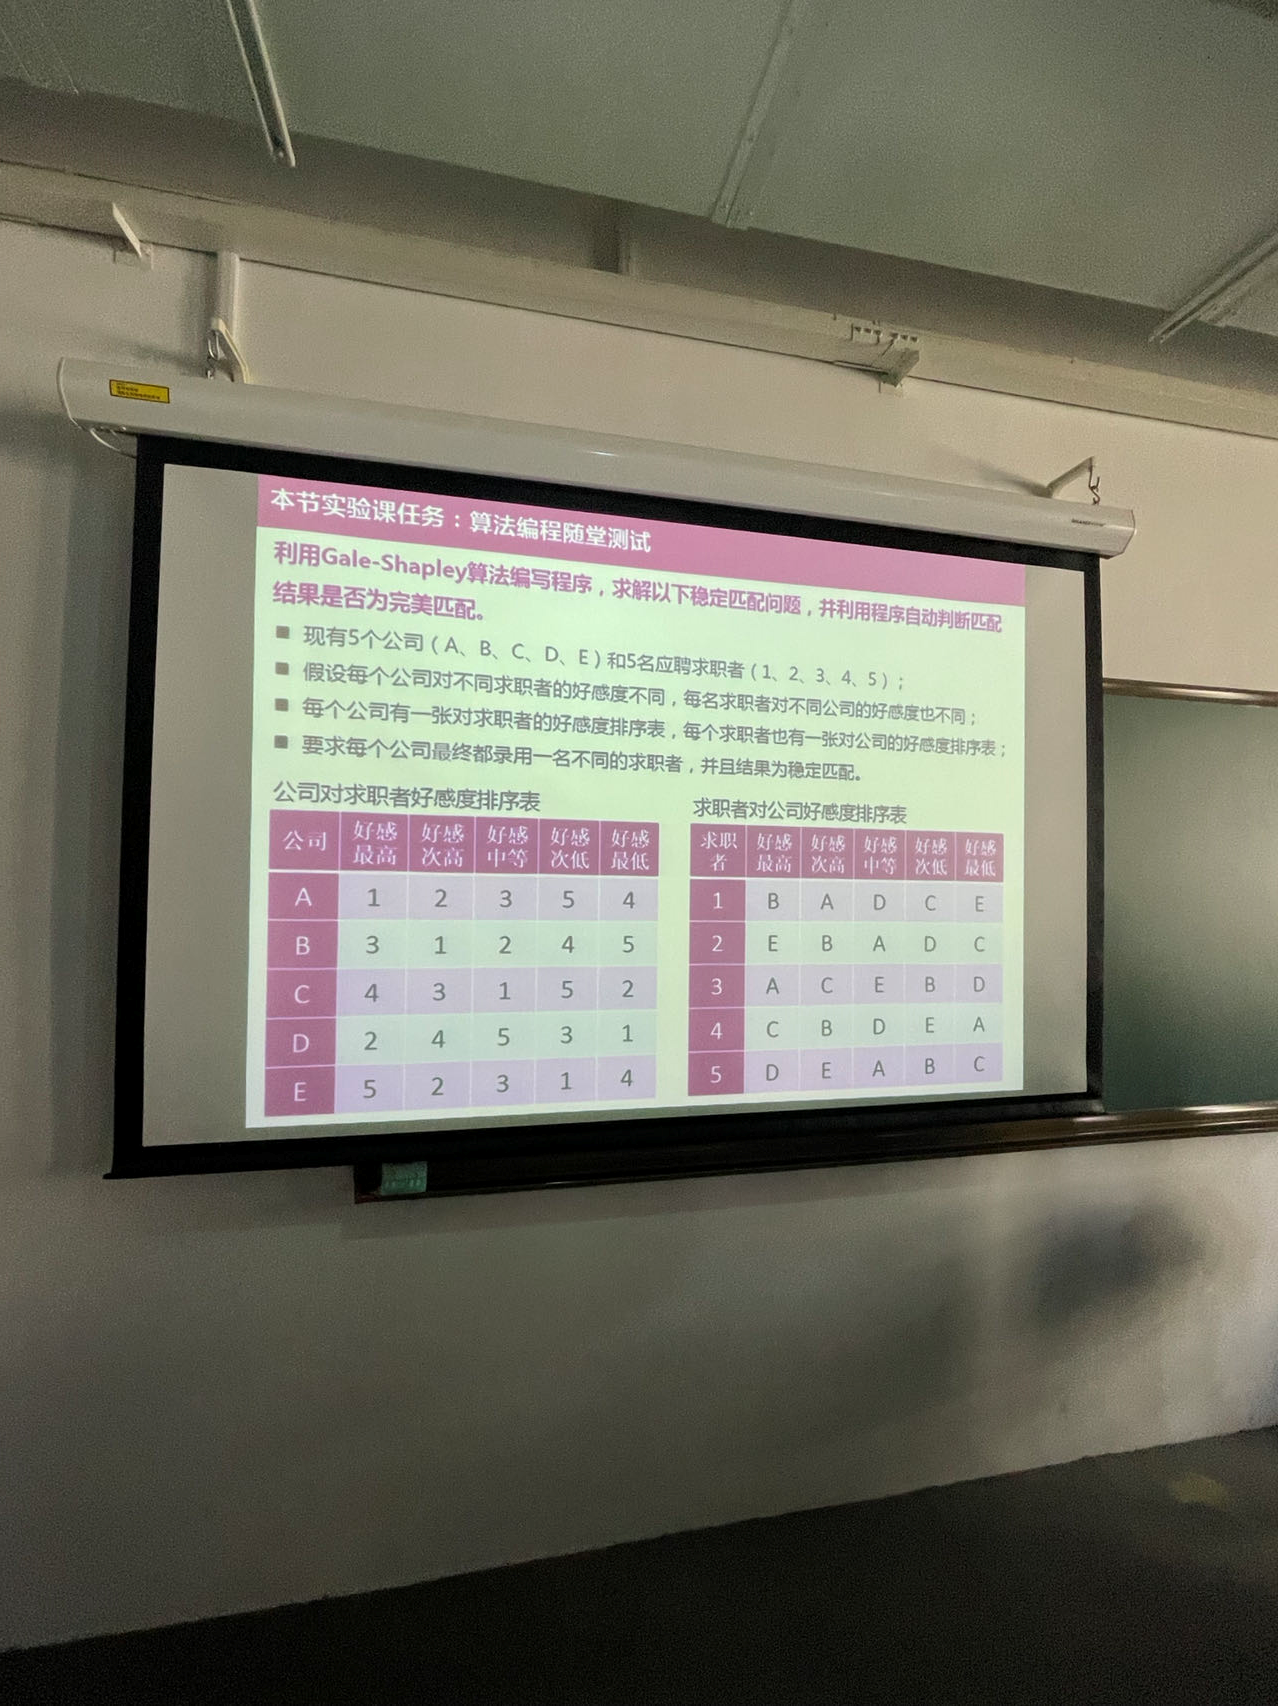 本节实验课任务：算法编程随堂测试
利用Gale-Shapley算法编写程序，求解以下稳定匹配问题，并利用程序自动判断匹配
结果是否为完美匹配。
■ 现有5个公司（A、B、C、D、E）和5名应聘求职者（1、2、3、4、5）；
■ 假设每个公司对不同求职者的好感度不同，每名求职者对不同公司的好感度也不同；
■ 每个公司有一张对求职者的好感度排序表，每个求职者也有一张对公司的好感度排序表；
■ 要求每个公司最终都录用一名不同的求职者，并且结果为稳定匹配。
公司对求职者好感度排序表
公司 好感最高 好感次高 好感中等 好感次低 好感最低
A 1 2 3 5 4
B 3 1 2 4 5
C 4 3 1 5 2
D 2 4 5 3 1
E 5 2 3 1 4
求职者对公司好感度排序表
求职者 好感最高 好感次高 好感中等 好感次低 好感最低
1 B A D C E
2 E B A D C
3 A C E B D
4 C B D E A
5 D E A B C